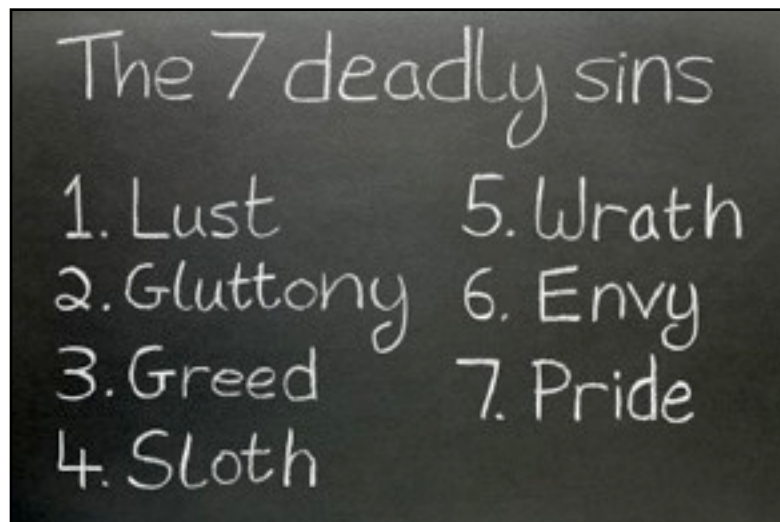 The 7 deadly sins
1. Lust
2. Gluttony
3. Greed
4. Sloth
5. Wrath
6. Envy
7. Pride